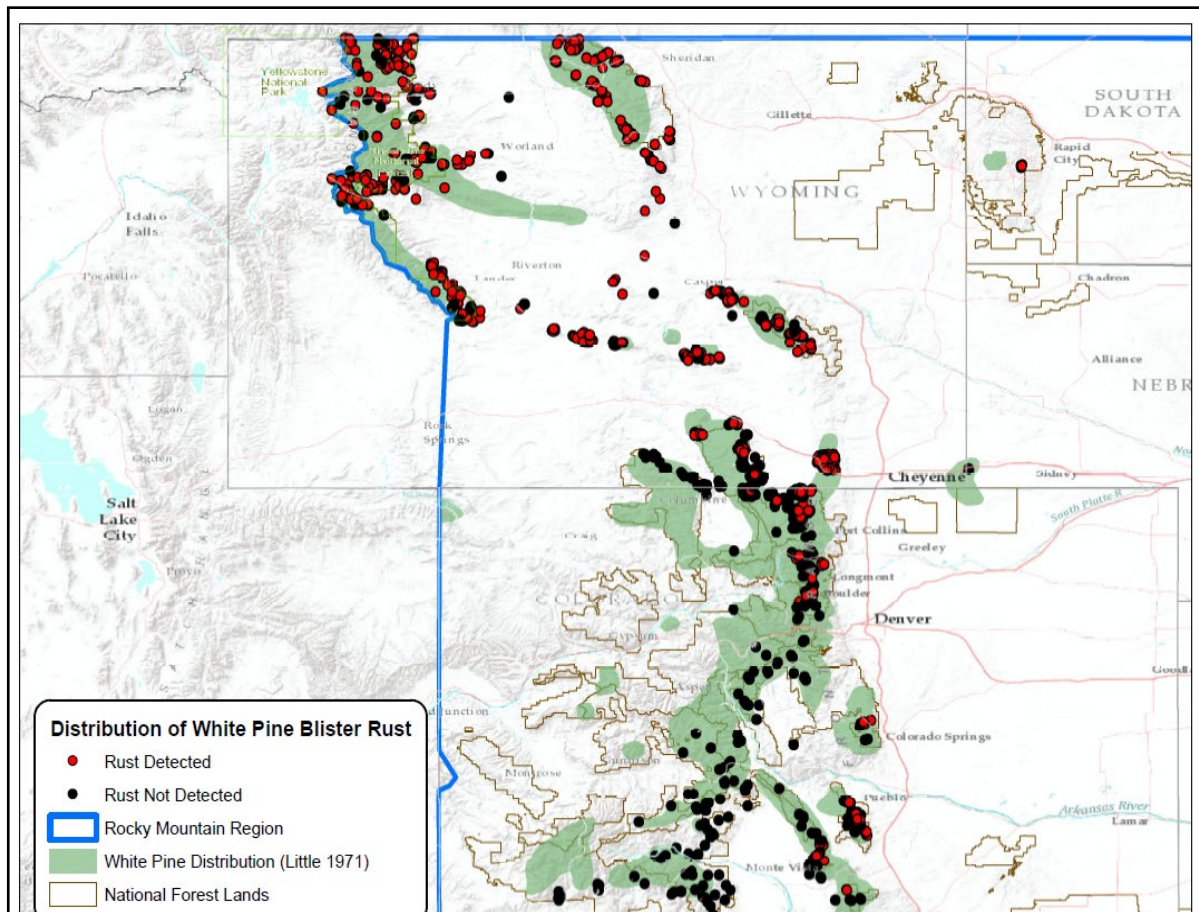 Yellowstone
National
Park
Sheridan
Gillette
SOUTH
DAKOTA
Rapid
City
Worland
WYOMING
Idaho
Falls
Pocatello
Riverton
Lander
Casper
Chadron
Alliance
Logan
Ogden
Rock
Springs
Salt
Lake
City
Provo
Cheyenne
Sidney
South Platte R
Craig
Fort Collins
Greeley
Longmont
Boulder
COLORADO
Denver
Gypsum
Aspen
Colorado Springs
Gunnison
Montrose
Pueblo
Arkansas River
Lamar
Monte Vista
Distribution of White Pine Blister Rust
Rust Detected
Rust Not Detected
Rocky Mountain Region
White Pine Distribution (Little 1971)
National Forest Lands